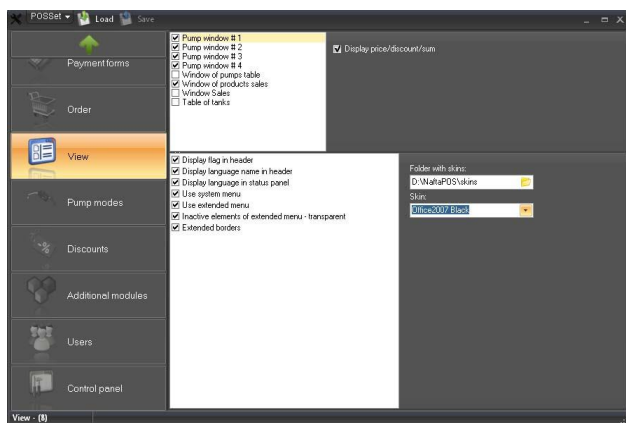 POSSet Load Save
Payment forms
Order
View
Pump modes
Discounts
Additional modules
Users
Control panel
Pump window # 1
Pump window # 2
Pump window # 3
Pump window # 4
Window of pumps table
Window of products sales
Window Sales
Table of tanks
Display price/discount/sum
Display flag in header
Display language name in header
Display language in status panel
Use system menu
Use extended menu
Inactive elements of extended menu - transparent
Extended borders
Folder with skins:
D:\NaftaPOS\skins
Skin:
Office2007 Black
View - (8)